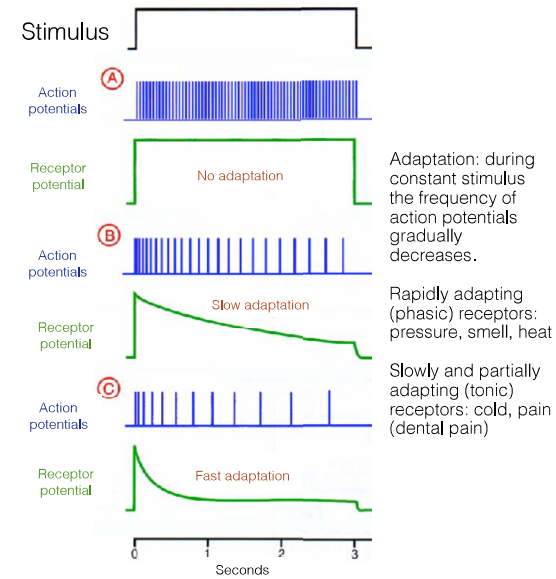 Stimulus
A
Action
potentials
Receptor
potential
No adaptation
Adaptation: during
constant stimulus
the frequency of
action potentials
gradually
decreases.
B
Action
potentials
Slow adaptation
Receptor
potential
Rapidly adapting
(phasic) receptors:
pressure, smell, heat
C
Action
potentials
Slowly and partially
adapting (tonic)
receptors: cold, pain
(dental pain)
Receptor
potential
Fast adaptation
0 1 2 3
Seconds